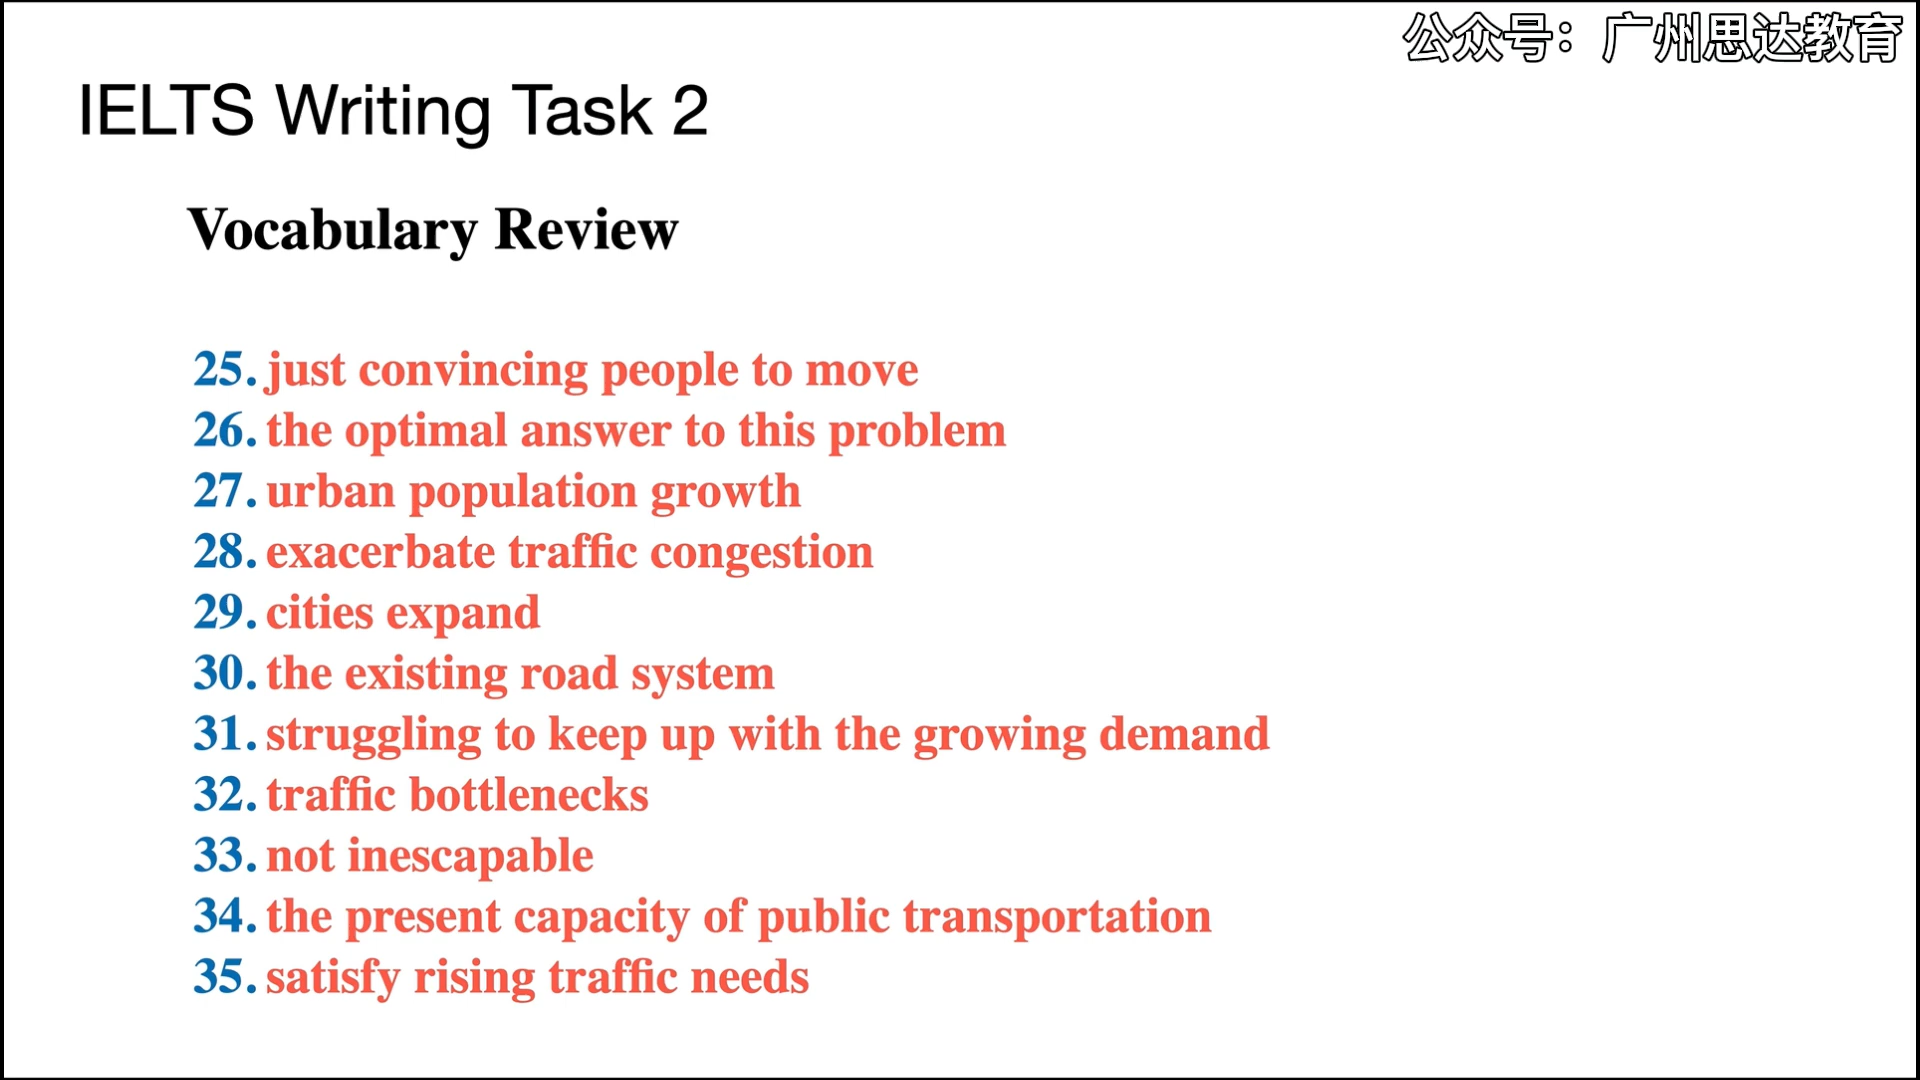 公众号：广州思达教育
IELTS Writing Task 2
Vocabulary Review
25. just convincing people to move
26. the optimal answer to this problem
27. urban population growth
28. exacerbate traffic congestion
29. cities expand
30. the existing road system
31. struggling to keep up with the growing demand
32. traffic bottlenecks
33. not inescapable
34. the present capacity of public transportation
35. satisfy rising traffic needs